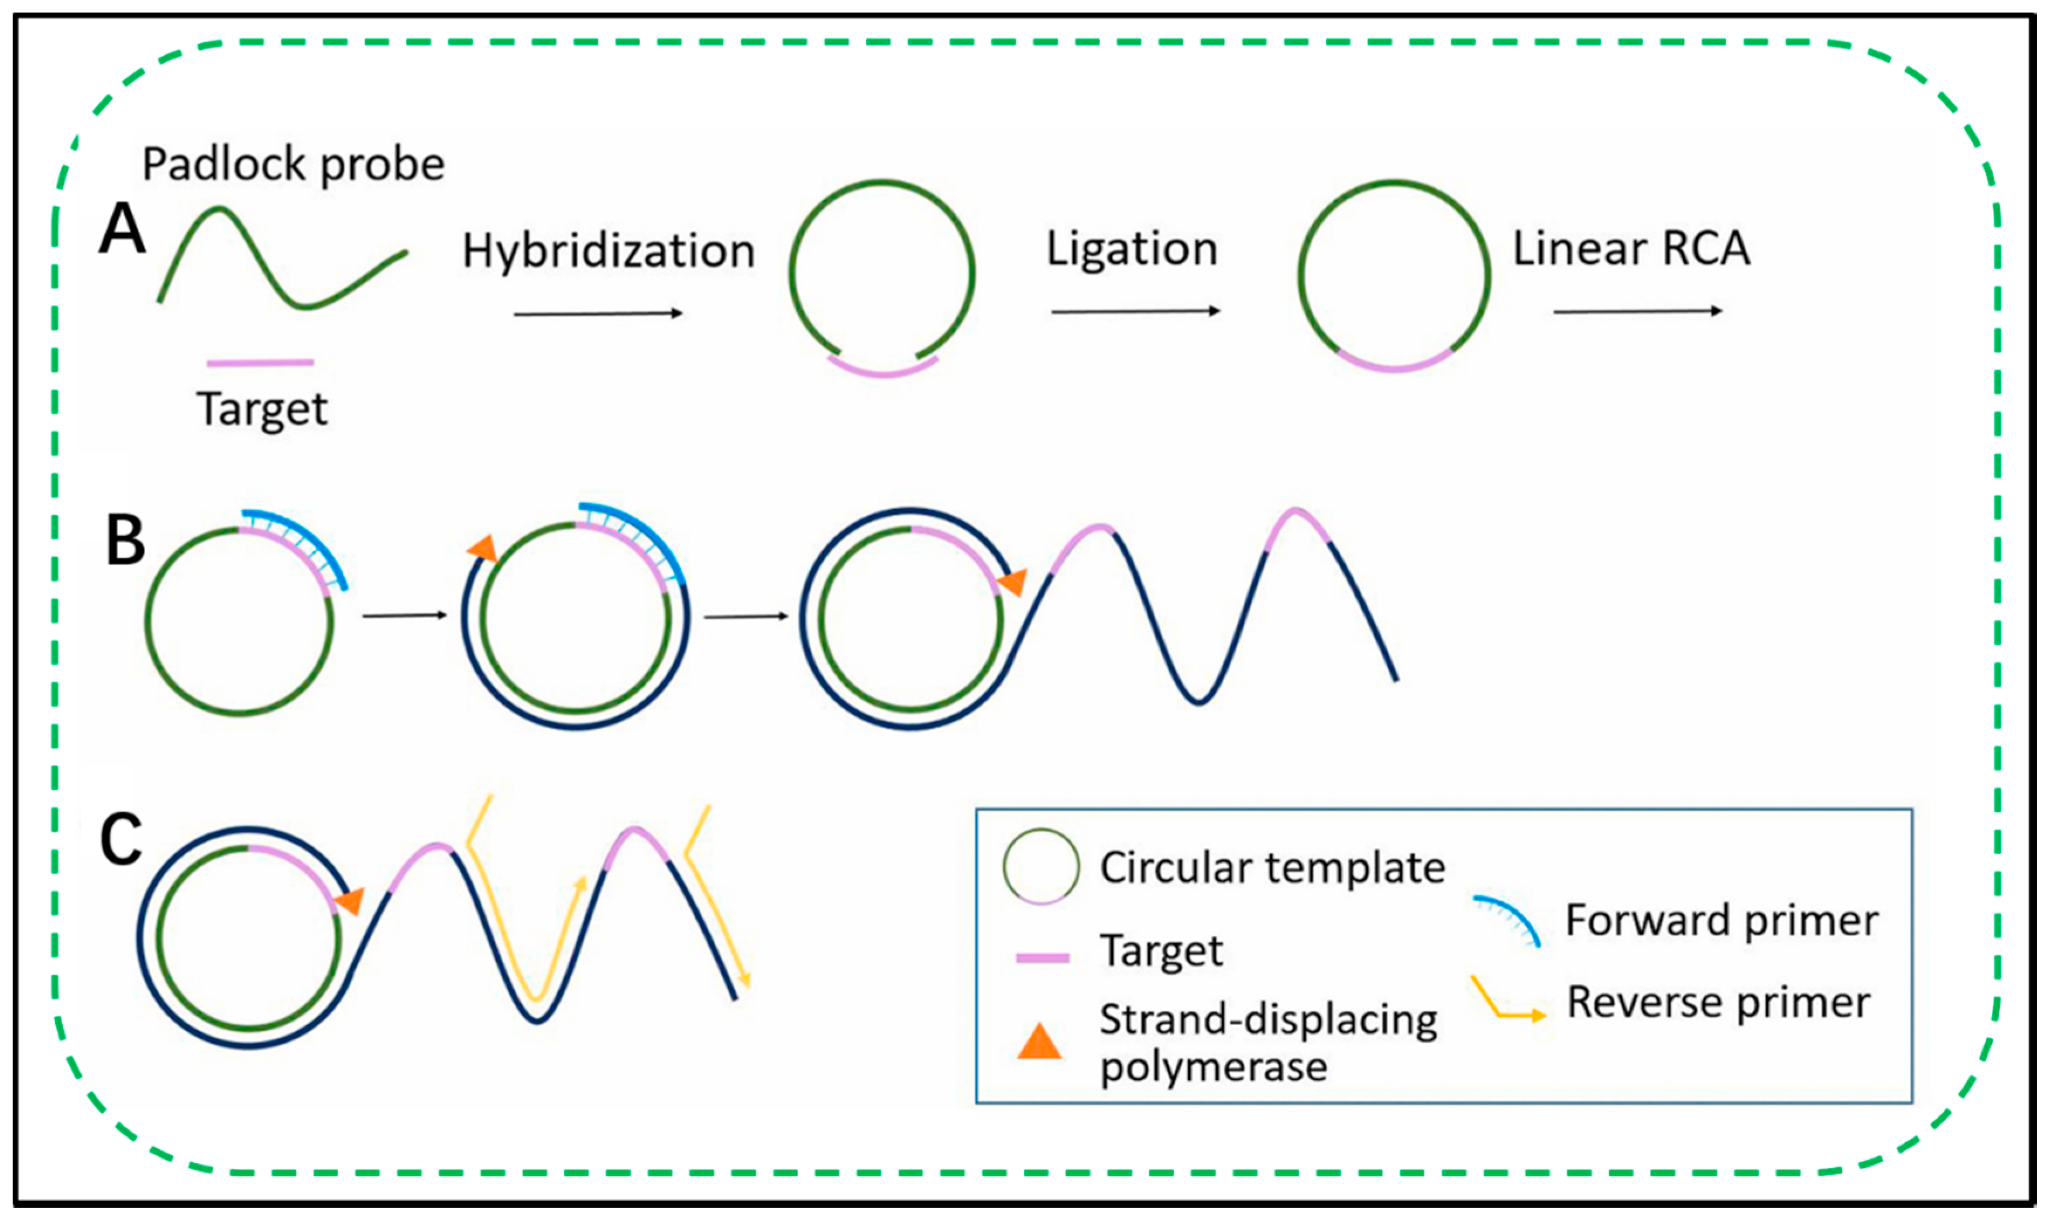 Padlock probe
A
Hybridization
Ligation
Linear RCA
Target
B
C
Circular template
Target
Strand-displacing
polymerase
Forward primer
Reverse primer